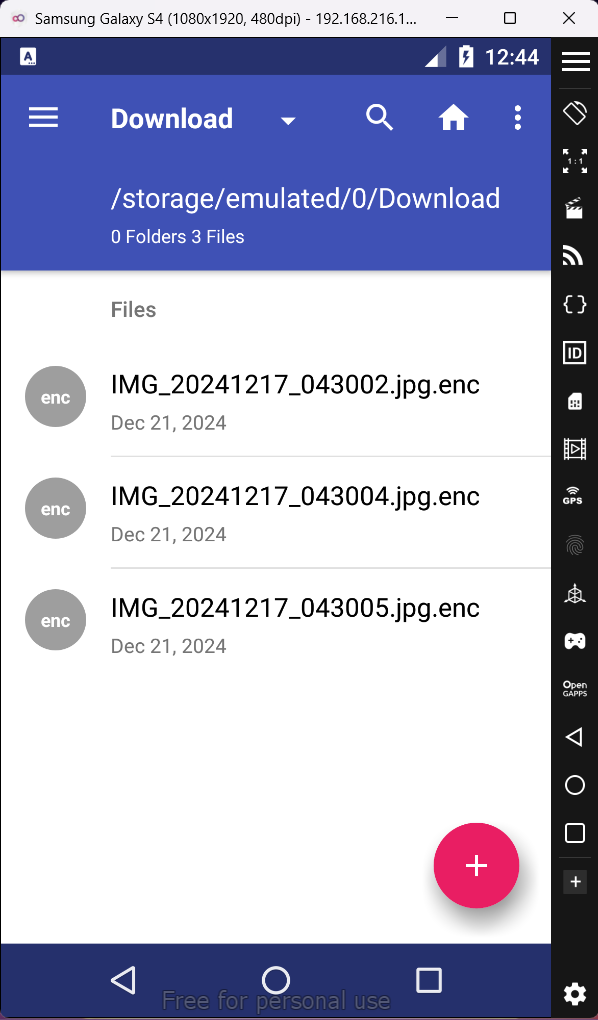 Samsung Galaxy S4 (1080x1920, 480dpi) - 192.168.216.1...
A
12:44
Download
/storage/emulated/0/Download
0 Folders 3 Files
Files
enc
IMG_20241217_043002.jpg.enc
Dec 21, 2024
enc
IMG_20241217_043004.jpg.enc
Dec 21, 2024
enc
IMG_20241217_043005.jpg.enc
Dec 21, 2024
Free for personal use
1:1
ID
GPS
Open
GAPPS